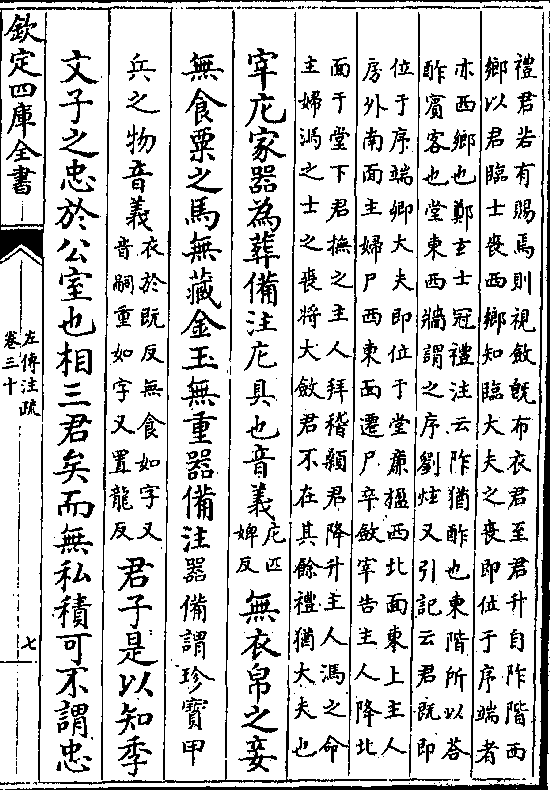 禮君若有賜焉則視斂旣布衣君至君升自阼階西
鄉以君臨士喪西鄉知臨大夫之喪即位于序端者
亦西鄉也鄭玄士冠禮注云阼猶酢也東階所以荅
酢賓客也堂東西牆謂之序劉炫又引記云君旣即
位于序端卿大夫即位于堂廉楹西北面東上主人
房外南面主婦尸西東面遷尸卒斂宰告主人降北
面于堂下君撫之主人拜稽顙君降升主人馮之命
主婦馮之士之喪將大斂君不在其餘禮猶大夫也
宰庀家器為葬備注庀具也音義庀匹婢反無衣帛之妾
無食粟之馬無藏金玉無重器備注器備謂珍寶甲
兵之物音義衣於既反無食如字又音嗣重如字又直龍反君子是以知季
文子之忠於公室也相三君矣而無私積可不謂忠
欽定四庫全書
左傳注疏
卷三十
七